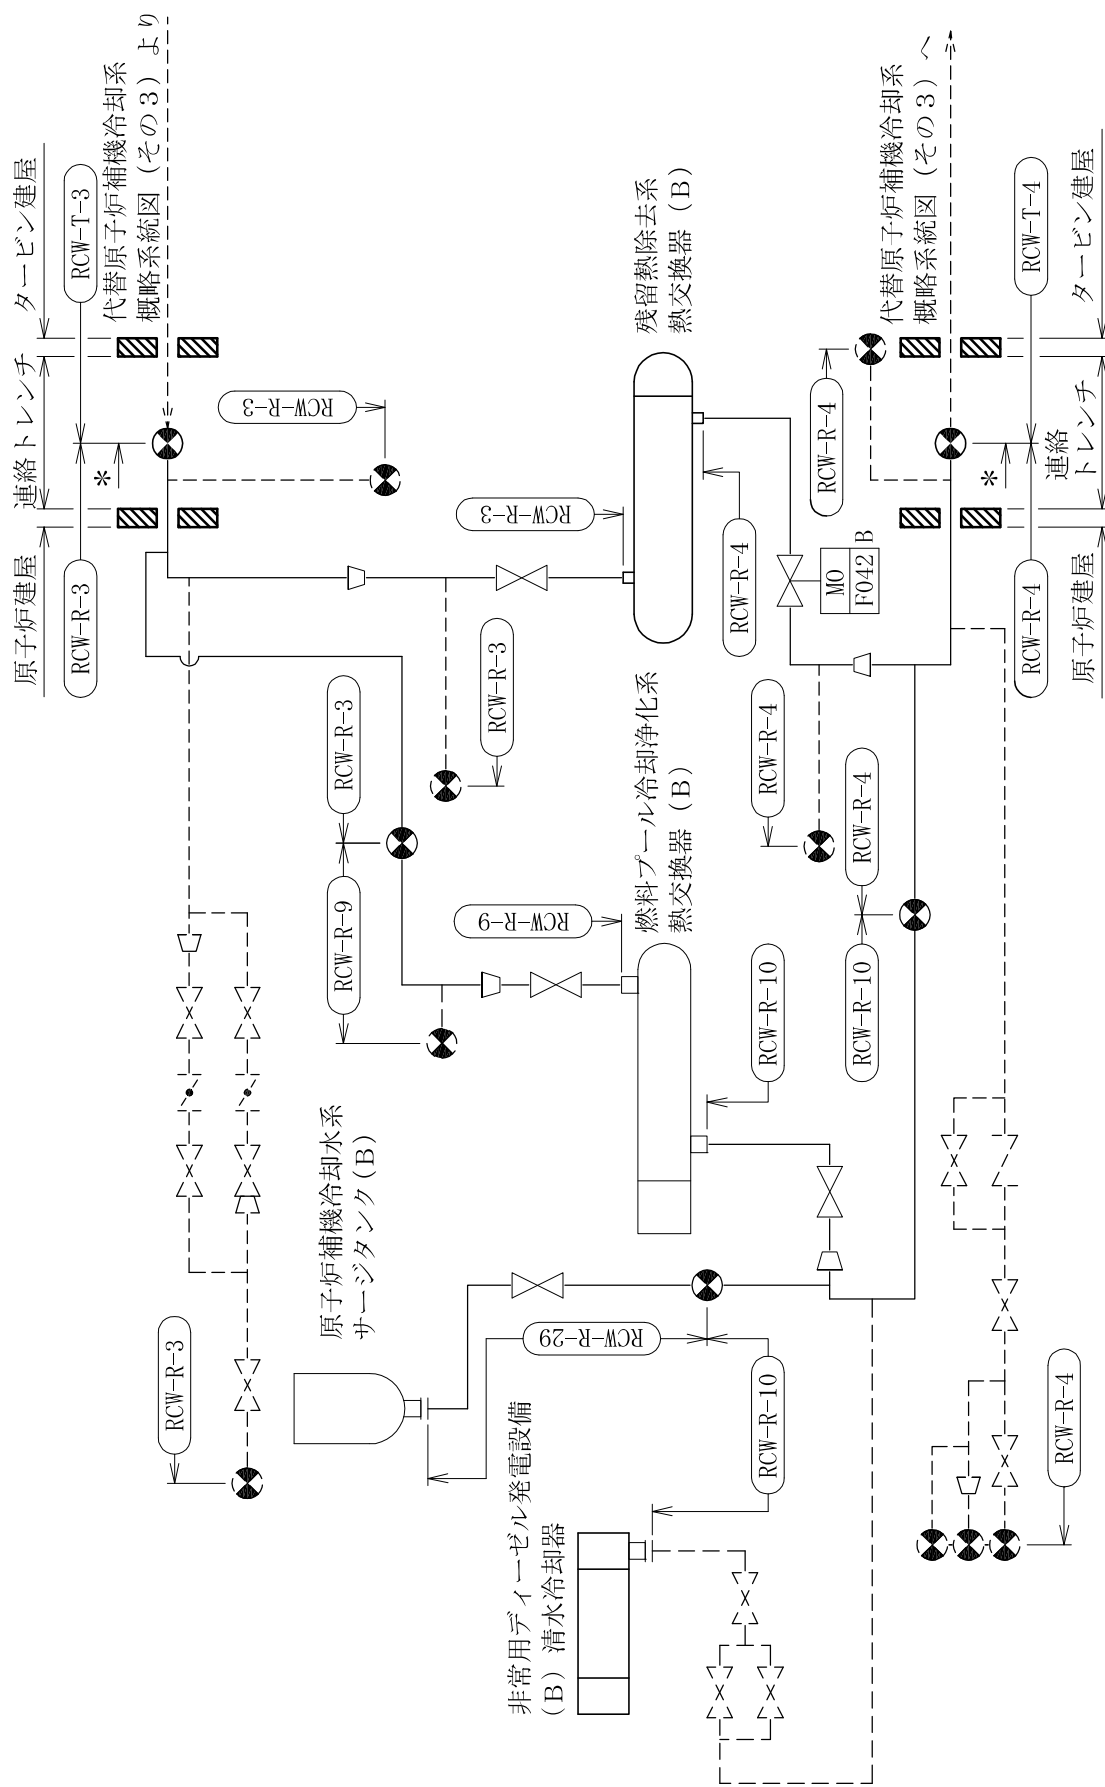 原子炉建屋
連絡トレンチ
タービン建屋
RCW-R-3
RCW-T-3
*
代替原子炉補機冷却系
概略系統図（その３）より
RCW-R-3
RCW-R-3
原子炉補機冷却水系
サージタンク(B)
RCW-R-9
RCW-R-3
RCW-R-3
RCW-R-9
RCW-R-3
非常用ディーゼル発電設備
(B) 清水冷却器
RCW-R-29
燃料プール冷却浄化系
熱交換器 (B)
残留熱除去系
熱交換器 (B)
RCW-R-4
RCW-R-10
RCW-R-10
RCW-R-4
RCW-R-4
MO
F042 B
RCW-R-10
RCW-R-4
代替原子炉補機冷却系
概略系統図（その３）へ
*
RCW-R-4
RCW-T-4
RCW-R-4
原子炉建屋
連絡
トレンチ
タービン建屋